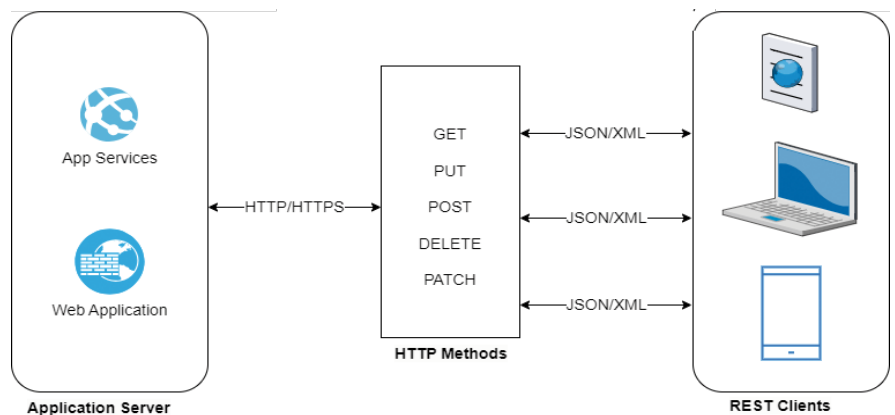 App Services
Web Application
Application Server
HTTP/HTTPS
GET
PUT
POST
DELETE
PATCH
HTTP Methods
JSON/XML
JSON/XML
JSON/XML
REST Clients